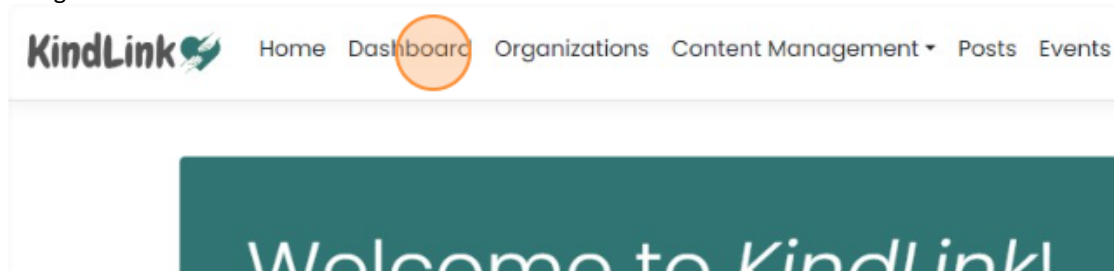 KindLink Home Dashboard Organizations Content Management Posts Events
Welcome to KindLink!